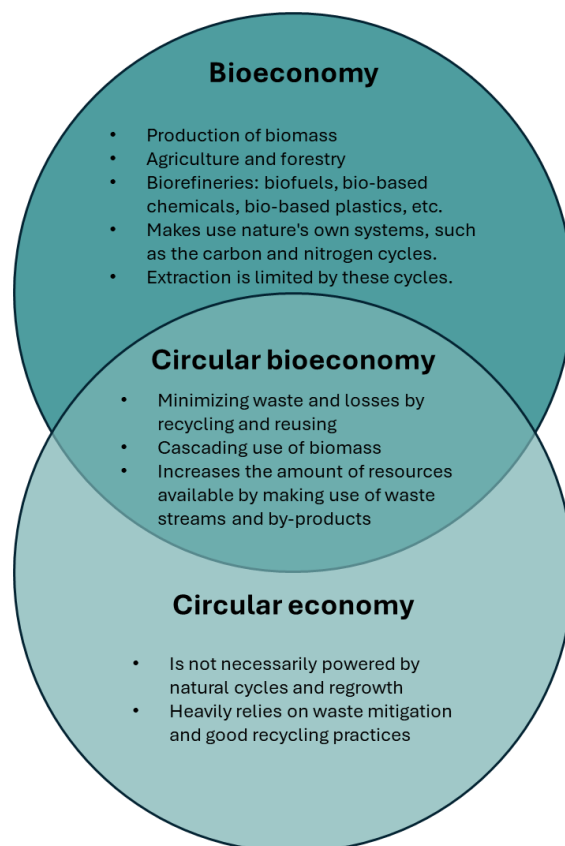 Bioeconomy
• Production of biomass
• Agriculture and forestry
• Biorefineries: biofuels, bio-based
chemicals, bio-based plastics, etc.
• Makes use nature's own systems, such
as the carbon and nitrogen cycles.
• Extraction is limited by these cycles.
Circular bioeconomy
• Minimizing waste and losses by
recycling and reusing
• Cascading use of biomass
• Increases the amount of resources
available by making use of waste
streams and by-products
Circular economy
• Is not necessarily powered by
natural cycles and regrowth
• Heavily relies on waste mitigation
and good recycling practices